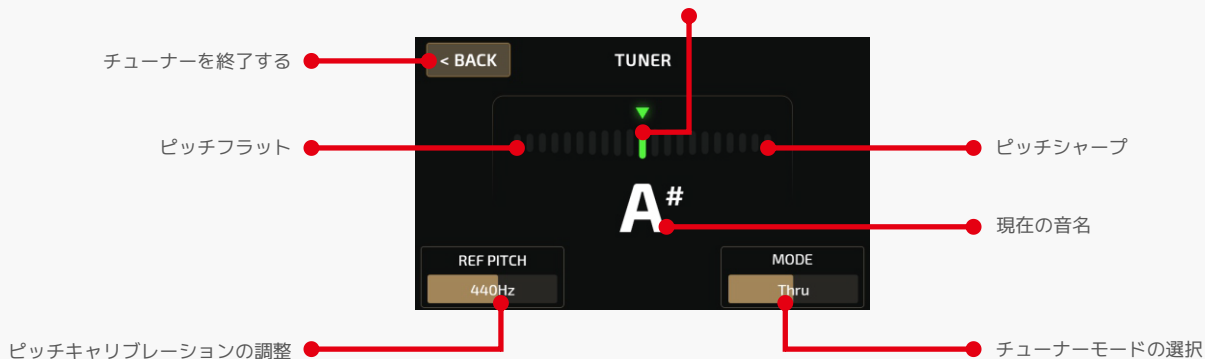 チューナーを終了する
< BACK
TUNER
ピッチフラット
ピッチシャープ
A#
現在の音名
REF PITCH
MODE
440Hz
Thru
ピッチキャリブレーションの調整
チューナーモードの選択